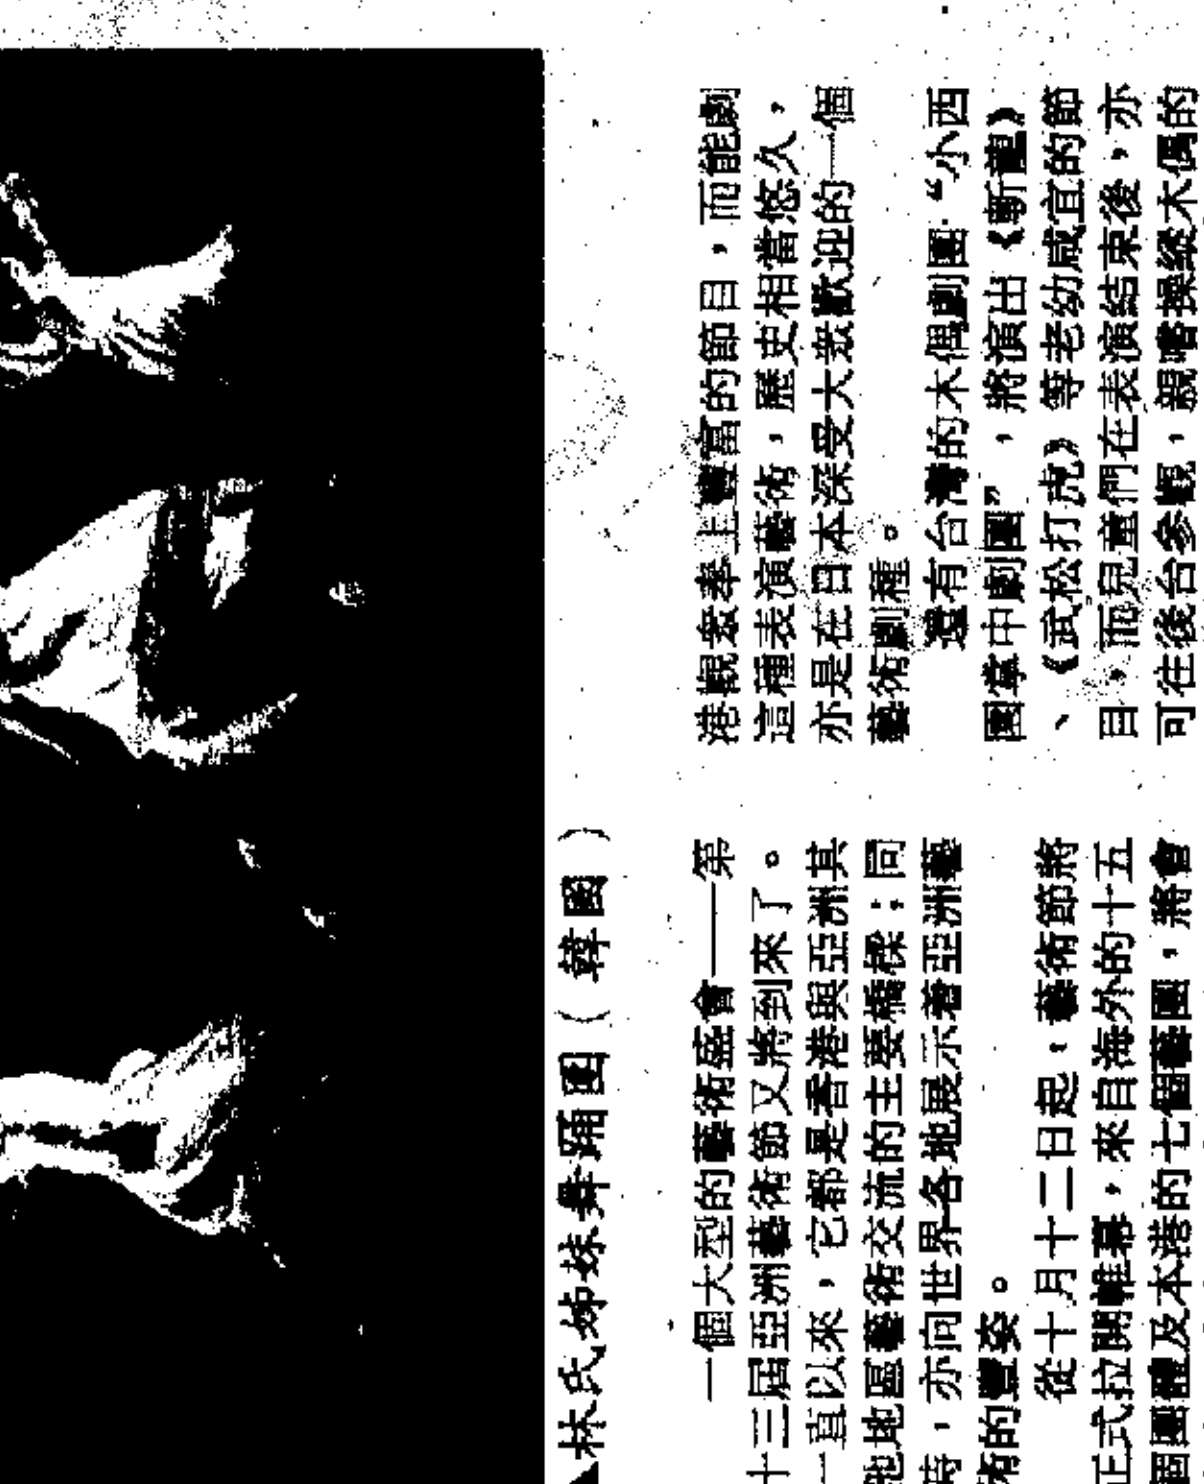 ▲林氏姊妹舞踊團（韓國）
一個大型的藝術盛會——第
十三屆亞洲藝術節又將到來了。
一直以來，它都是香港與亞洲其
他地區藝術交流的主要橋樑；同
時，亦向世界各地展示着亞洲藝
術的豐姿。
從十月十二日起，藝術節將
正式拉開帷幕，來自海外的十五
個團體及本港的七個藝團，將會
港觀眾奉上豐富的節目，而能劇
這種表演藝術，歷史相當悠久，
亦是在日本深受大眾歡迎的一個
藝術劇種。
還有台灣的木偶劇團“小西
園掌中劇團”，將演出《斬龍》
、《武松打虎》等老幼咸宜的節
目，而兒童們在表演結束後，亦
可往後台參觀，親嚐操縱木偶的